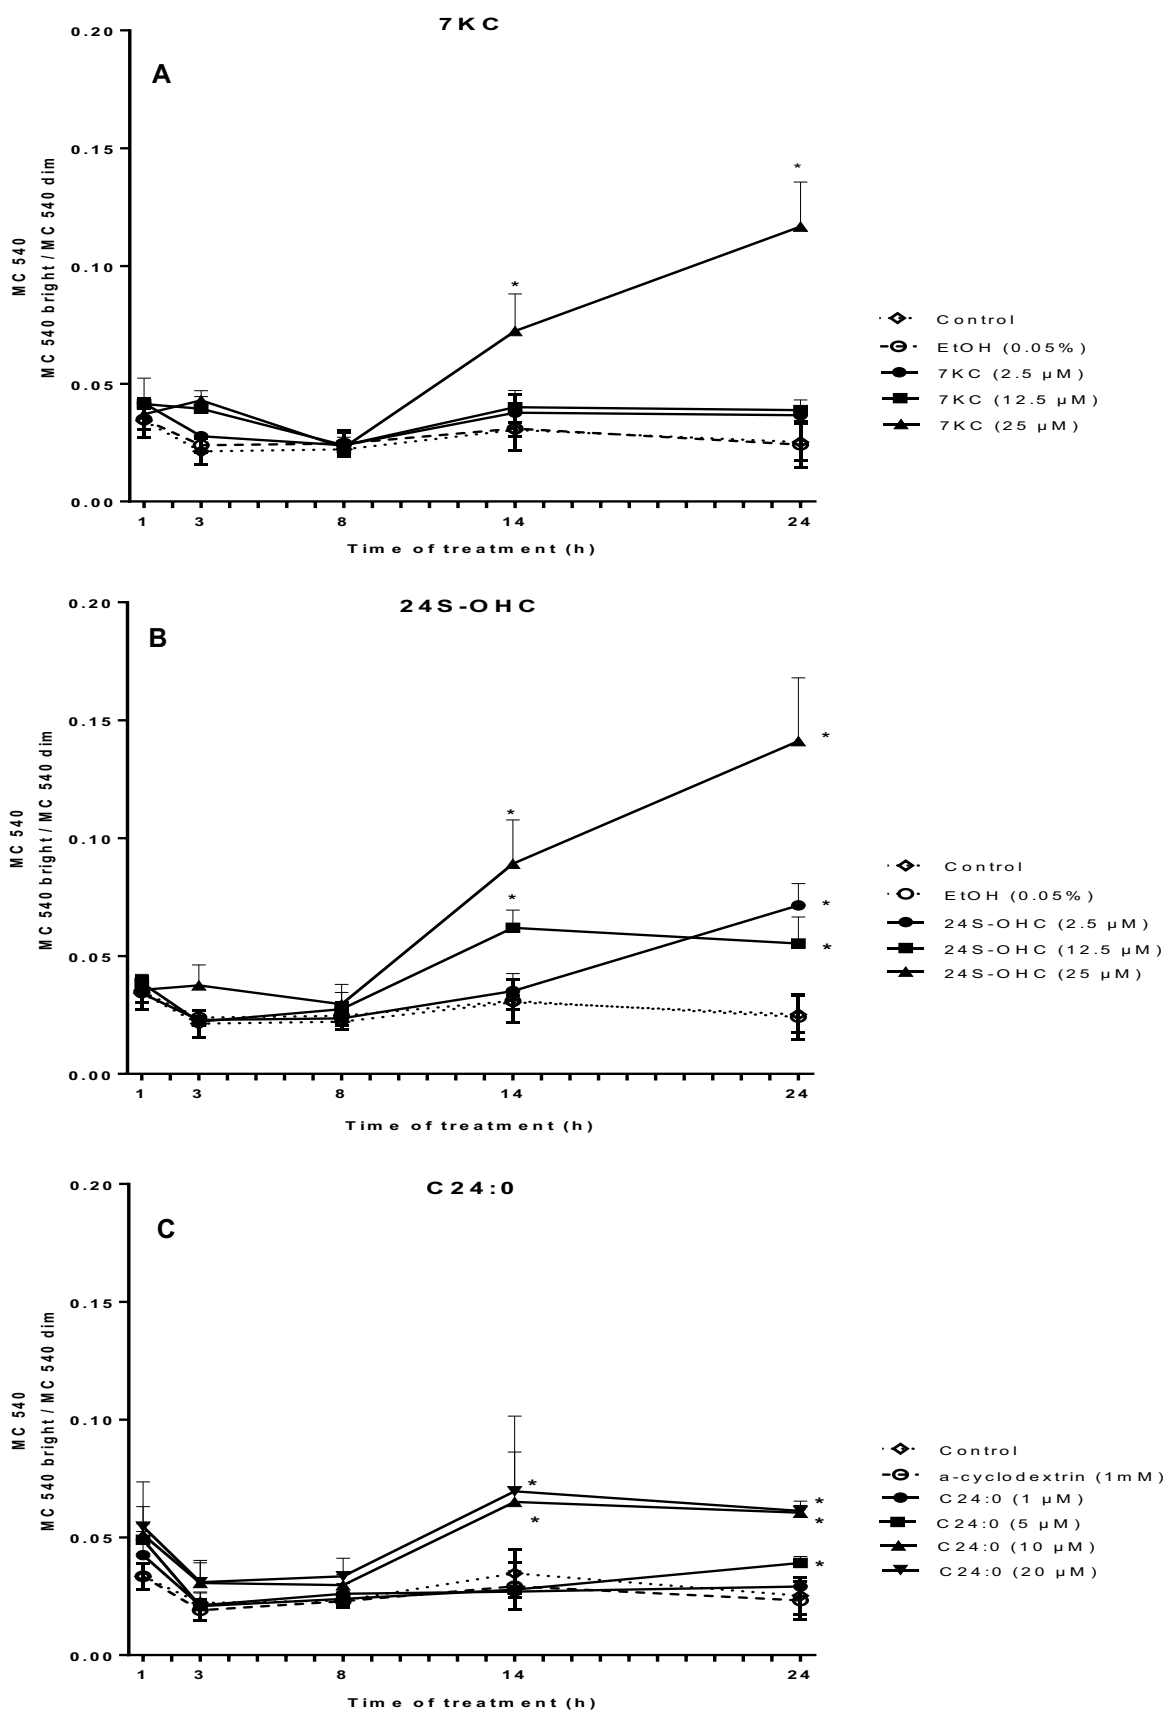 7KC
A
0.20
0.15
0.10
0.05
0.00
MC 540
MC 540 bright / MC 540 dim
*
*
1 3 8 14 24
Time of treatment (h)
Control
EtOH (0.05%)
7KC (2.5 µM)
7KC (12.5 µM)
7KC (25 µM)
24S-OHC
B
0.20
0.15
0.10
0.05
0.00
MC 540
MC 540 bright / MC 540 dim
*
*
*
*
*
1 3 8 14 24
Time of treatment (h)
Control
EtOH (0.05%)
24S-OHC (2.5 µM)
24S-OHC (12.5 µM)
24S-OHC (25 µM)
C24:0
C
0.20
0.15
0.10
0.05
0.00
MC 540
MC 540 bright / MC 540 dim
*
*
*
*
*
1 3 8 14 24
Time of treatment (h)
Control
a-cyclodextrin (1mM)
C24:0 (1 µM)
C24:0 (5 µM)
C24:0 (10 µM)
C24:0 (20 µM)